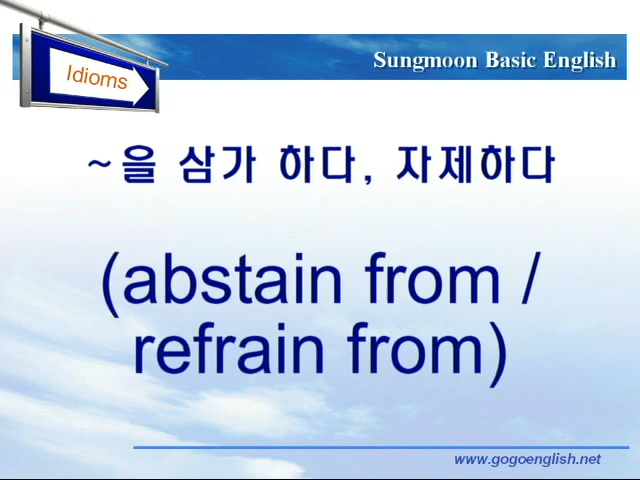 Idioms
Sungmoon Basic English
~을 삼가 하다, 자제하다
(abstain from /
refrain from)
www.gogoenglish.net